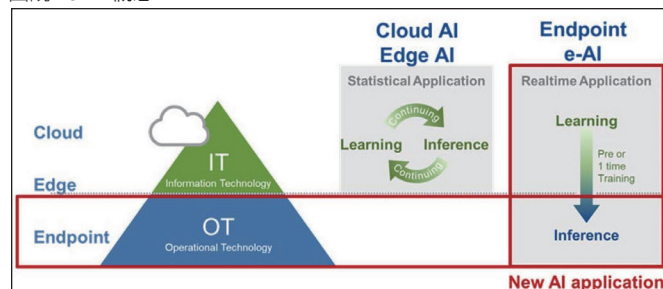 Cloud AI
Edge AI
Endpoint
e-AI
Statistical Application
Realtime Application
Cloud
Continuing
Learning
Inference
Continuing
Learning
Pre or
1 time
Training
IT
Information Technology
Edge
Endpoint
OT
Operational Technology
Inference
New AI application